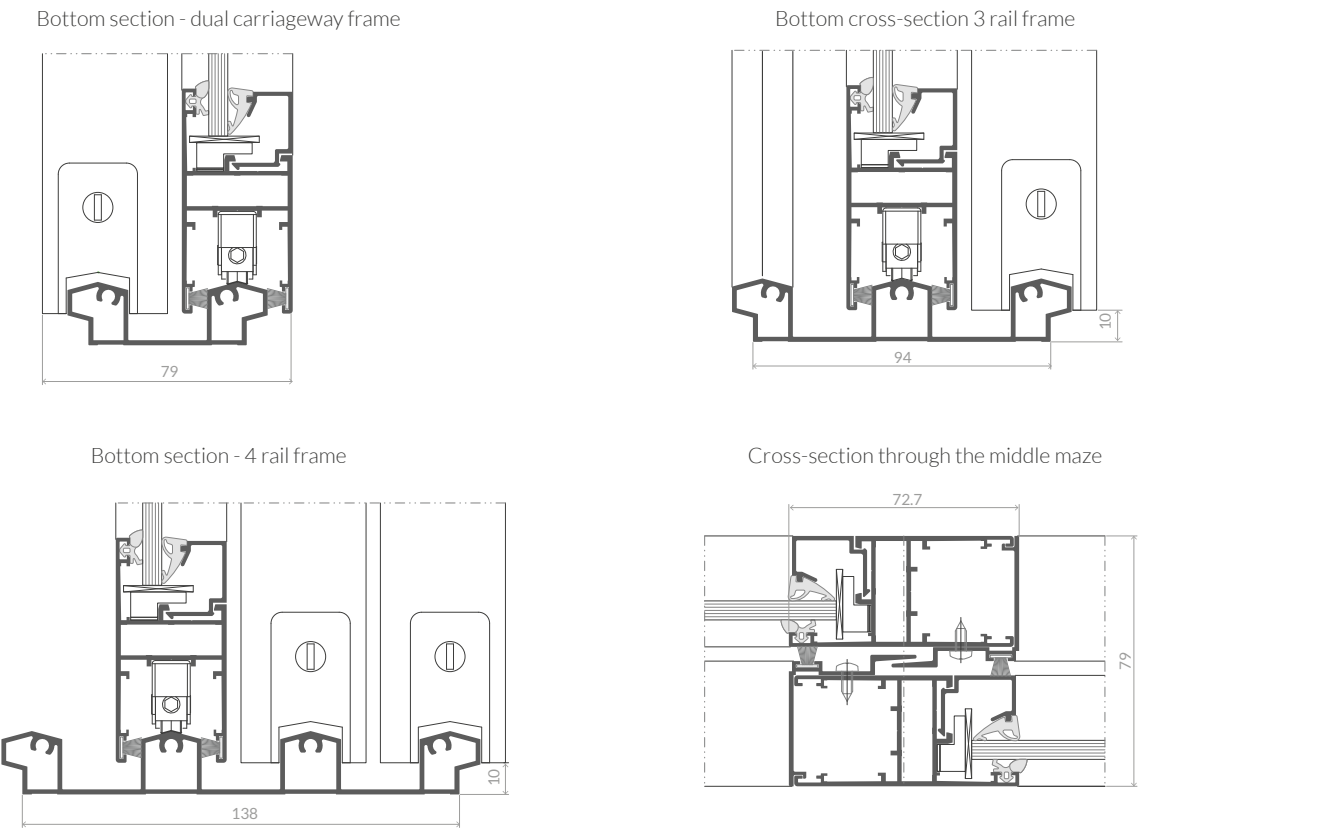 Bottom section - dual carriageway frame
Bottom cross-section 3 rail frame
79
10
94
Bottom section - 4 rail frame
Cross-section through the middle maze
72.7
79
10
138